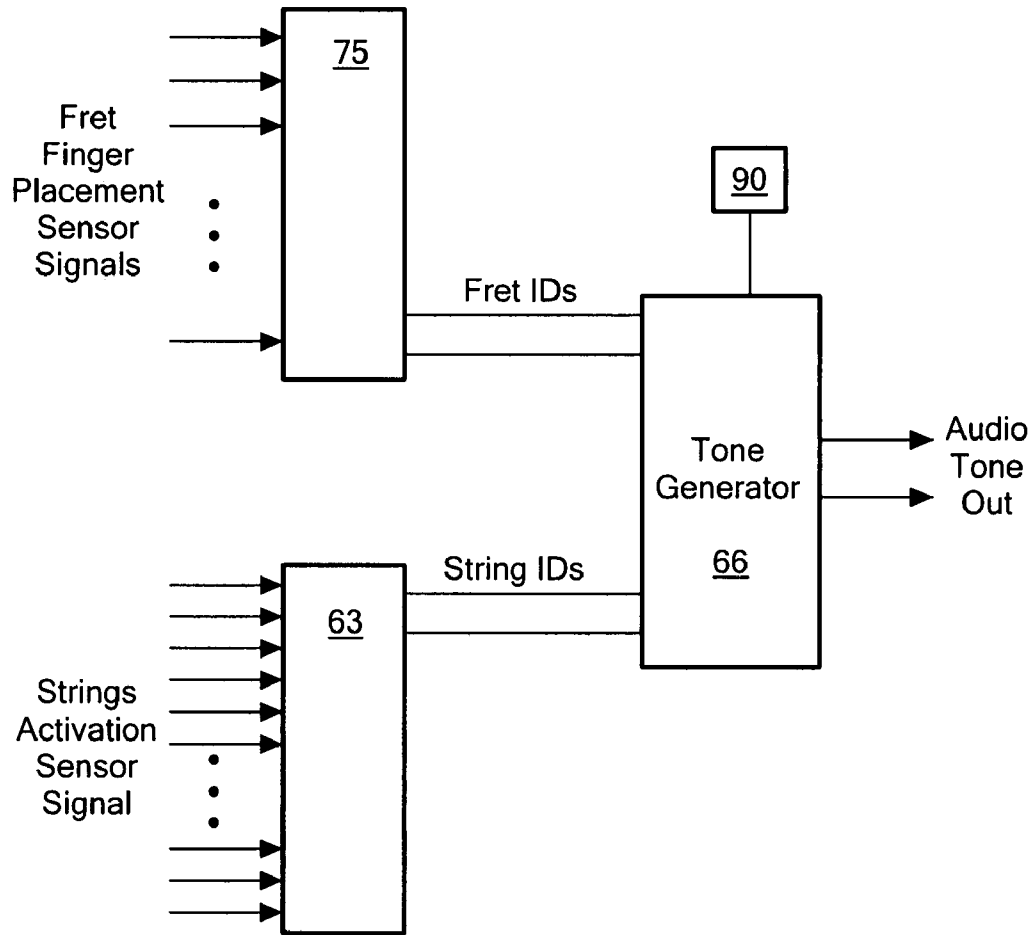 75
Fret
Finger
Placement
Sensor
Signals
90
Fret IDs
Tone
Generator
66
Audio
Tone
Out
String IDs
63
Strings
Activation
Sensor
Signal